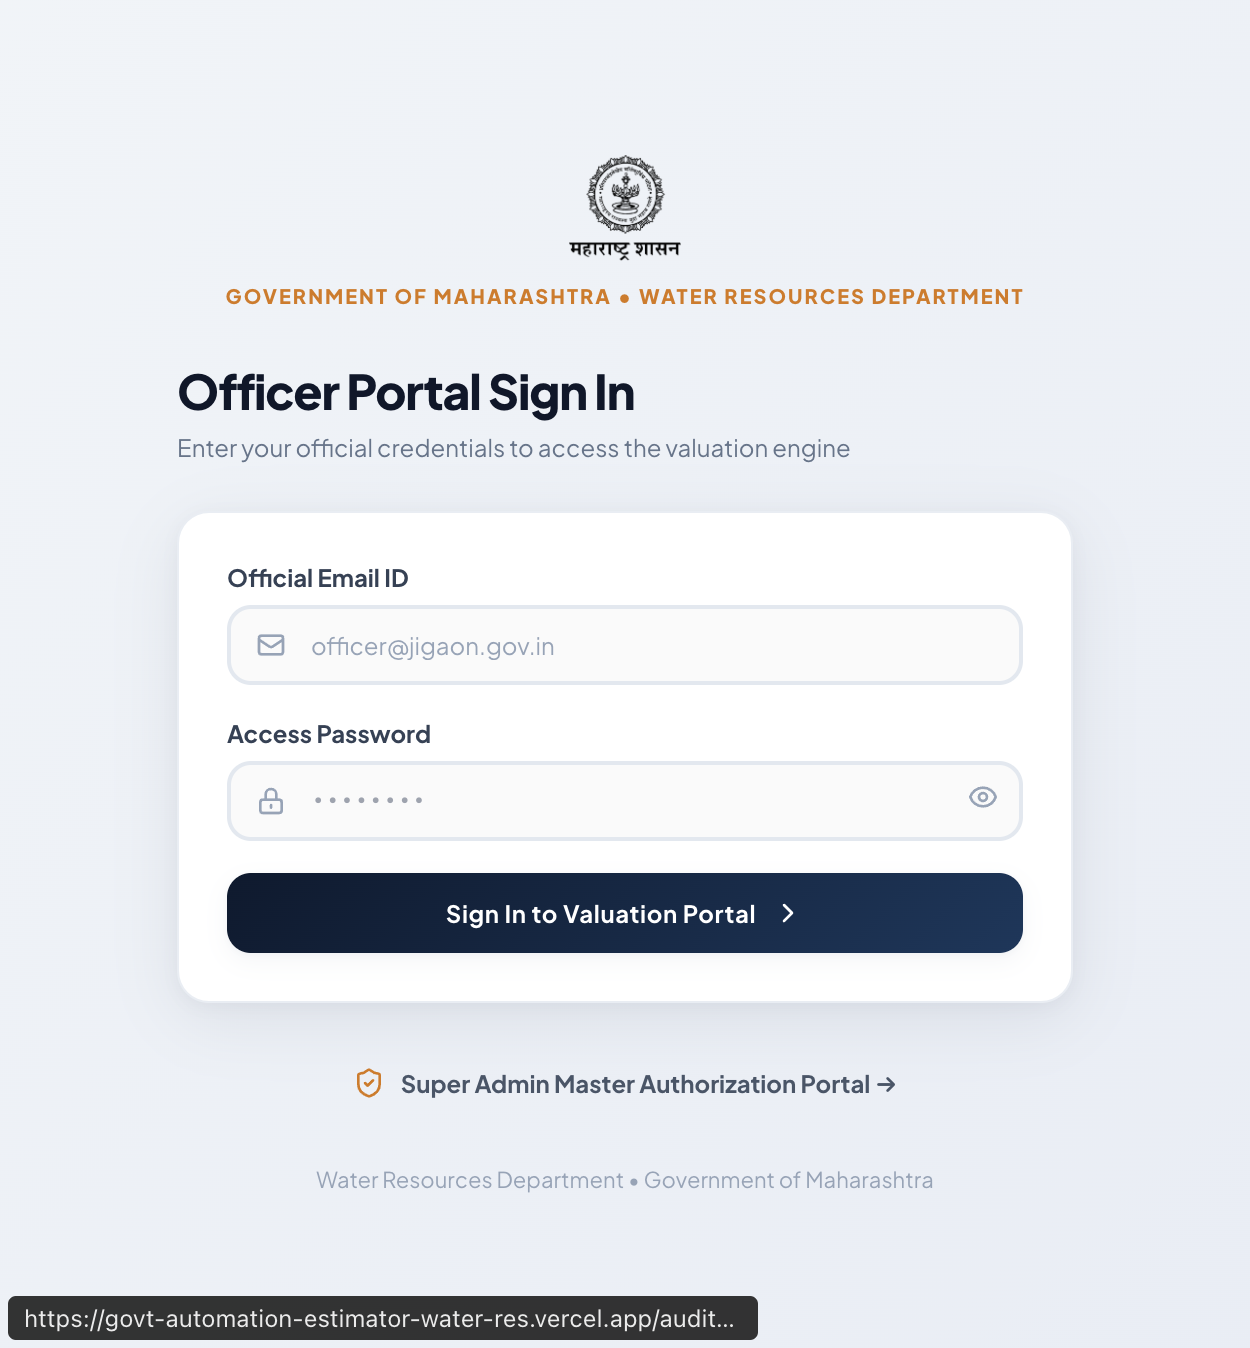 महाराष्ट्र शासन
GOVERNMENT OF MAHARASHTRA • WATER RESOURCES DEPARTMENT
Officer Portal Sign In
Enter your official credentials to access the valuation engine
Official Email ID
officer@jigaon.gov.in
Access Password
••••••••
Sign In to Valuation Portal
Super Admin Master Authorization Portal →
Water Resources Department • Government of Maharashtra
https://govt-automation-estimator-water-res.vercel.app/audit...